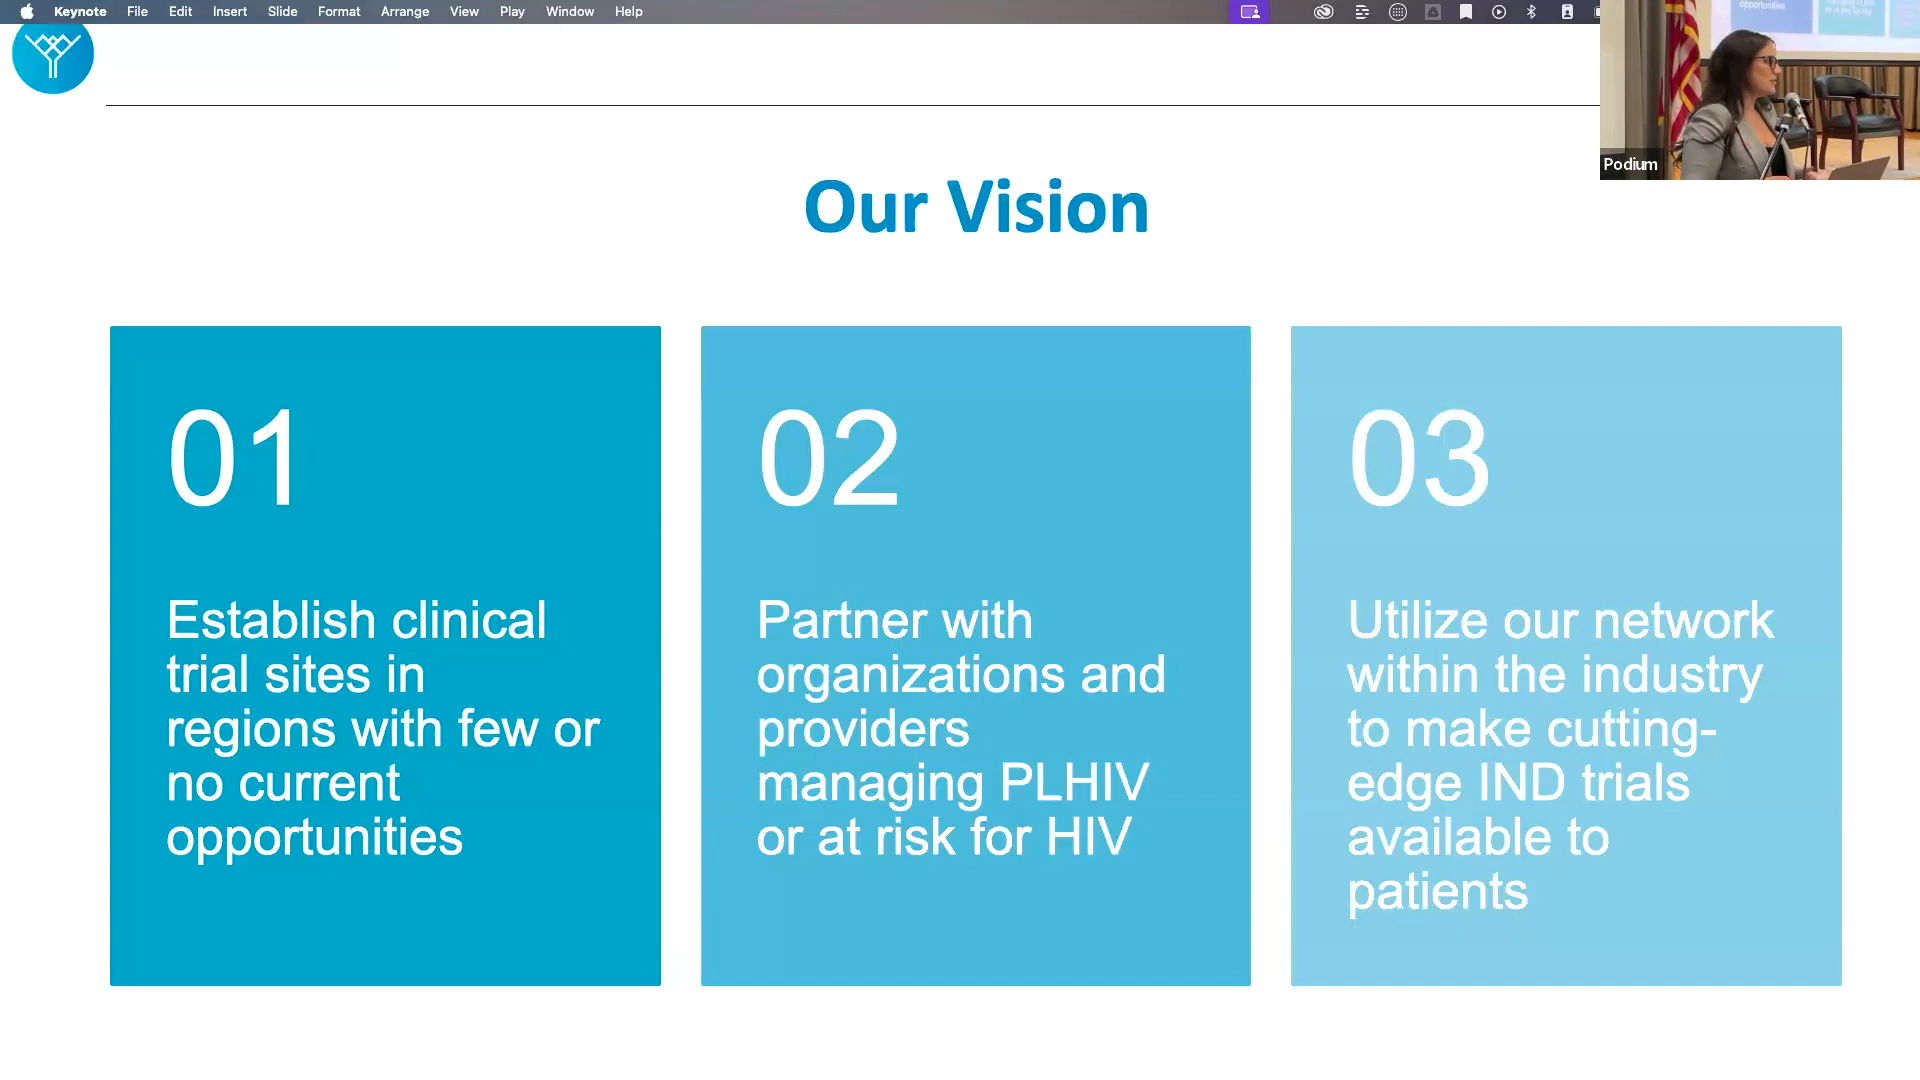 Keynote File Edit Insert Slide Format Arrange View Play Window Help
opportunities
Podium
Our Vision
01
Establish clinical
trial sites in
regions with few or
no current
opportunities
02
Partner with
organizations and
providers
managing PLHIV
or at risk for HIV
03
Utilize our network
within the industry
to make cutting-
edge IND trials
available to
patients